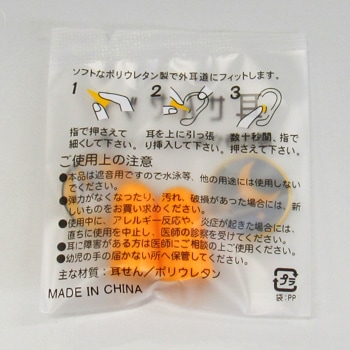 ソフトなポリウレタン製で外耳道にフィットします。
1 2 3
指で押さえて
細くして下さい。
耳を上に引っ張
り挿入して下さい。
数十秒間、指で
押さえて下さい。
ご使用上の注意
●本品は遮音用ですので水泳等、他の用途には使用しない
でください。
●弾力がなくなったり、汚れ、破損があった場合には、新
しいものをお買い求めください。
●使用中に、アレルギー反応や、炎症が起きた場合には、
直ちに使用を中止し、医師の診察を受けてください。
●耳に障害がある方は医師にご相談の上ご使用ください。
●幼児の手の届かない所へ保管してください。
主な材質：耳せん／ポリウレタン
MADE IN CHINA
プラ
袋：PP